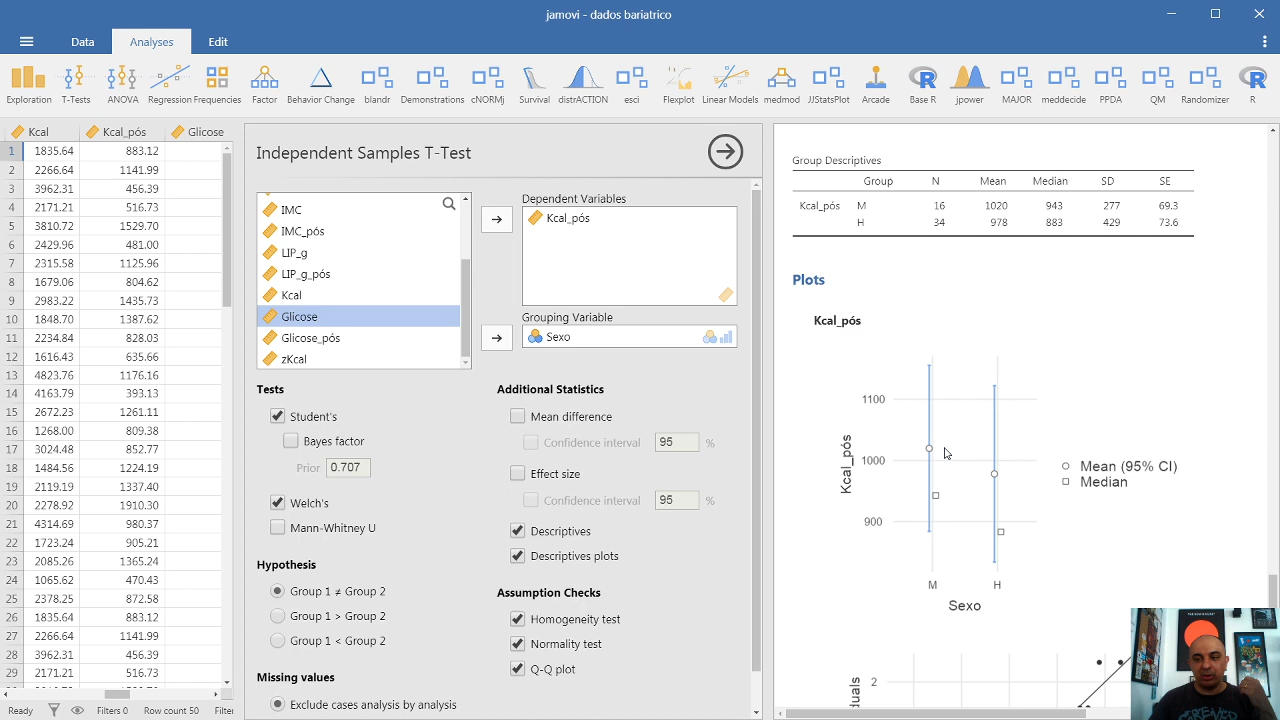 jamovi - dados bariatrico
Data Analyses Edit
Exploration T-Tests ANOVA Regression Frequencies Factor Behavior Change blandr Demonstrations cNORMj Survival distrACTION esci Flexplot Linear Models medmod JJStatsPlot Arcade Base R jpower MAJOR meddecide PPDA QM Randomizer R
Kcal Kcal_pós Glicose
1 1835.64 883.12
2 2266.64 1141.99
3 3962.31 456.39
4 2171.21 516.73
5 3810.72 1529.70
6 2429.96 481.00
7 2315.58 1125.96
8 1679.06 804.62
9 2983.22 1435.73
10 1848.70 1387.62
11 2234.84 828.03
12 1616.43 635.66
13 4823.76 1176.16
14 4163.79 393.13
15 2672.23 1261.11
16 1268.00 809.38
17 3024.48 852.77
18 1484.56 1224.19
19 2119.19 1337.40
20 2278.92 1910.30
21 4314.69 980.37
22 1723.24 905.21
23 2085.26 1365.24
24 1065.62 470.43
25 2378.25 872.58
26 1835.64 883.12
27 2266.64 1141.99
28 3962.31 456.39
29 2171.21 516.73
Ready Filters 0 Row count 50 Filter
Independent Samples T-Test
IMC
IMC_pós
LIP_g
LIP_g_pós
Kcal
Glicose
Glicose_pós
zKcal
Dependent Variables
Kcal_pós
Grouping Variable
Sexo
Tests
Student's
Bayes factor
Prior 0.707
Welch's
Mann-Whitney U
Hypothesis
Group 1 ≠ Group 2
Group 1 > Group 2
Group 1 < Group 2
Missing values
Exclude cases analysis by analysis
Additional Statistics
Mean difference
Confidence interval 95 %
Effect size
Confidence interval 95 %
Descriptives
Descriptives plots
Assumption Checks
Homogeneity test
Normality test
Q-Q plot
Group Descriptives
Group N Mean Median SD SE
Kcal_pós M 16 1020 943 277 69.3
H 34 978 883 429 73.6
Plots
Kcal_pós
1100
1000
900
Kcal_pós
M H
Sexo
Mean (95% CI)
Median
2